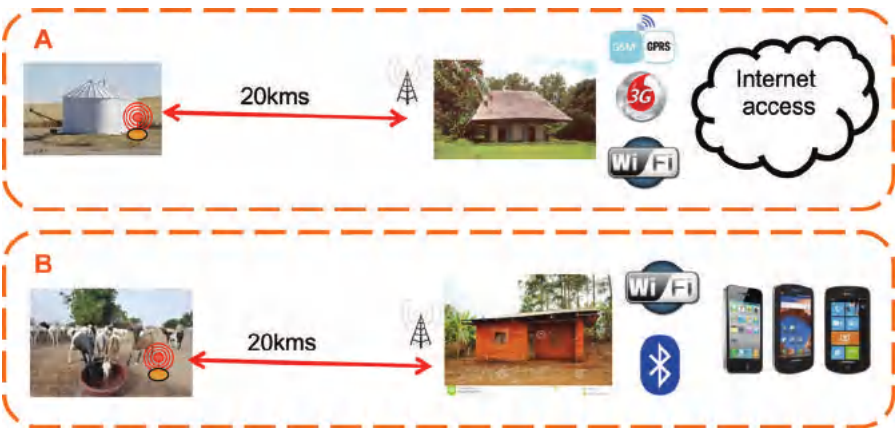 A
20kms
GSM
GPRS
3G
Wi Fi
Internet
access
B
20kms
Wi Fi